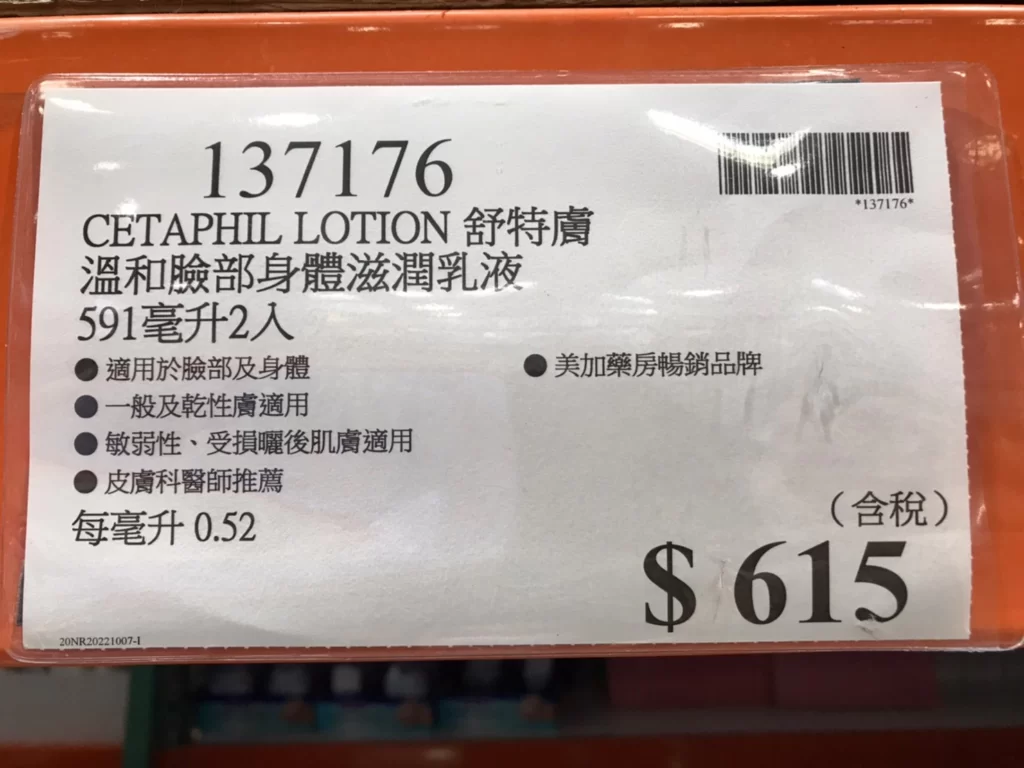 137176
*137176*
CETAPHIL LOTION 舒特膚
溫和臉部身體滋潤乳液
591毫升2入
●適用於臉部及身體
●一般及乾性膚適用
●敏弱性、受損曬後肌膚適用
●皮膚科醫師推薦
●美加藥房暢銷品牌
每毫升 0.52
（含稅）
$ 615
20NR20221007-1